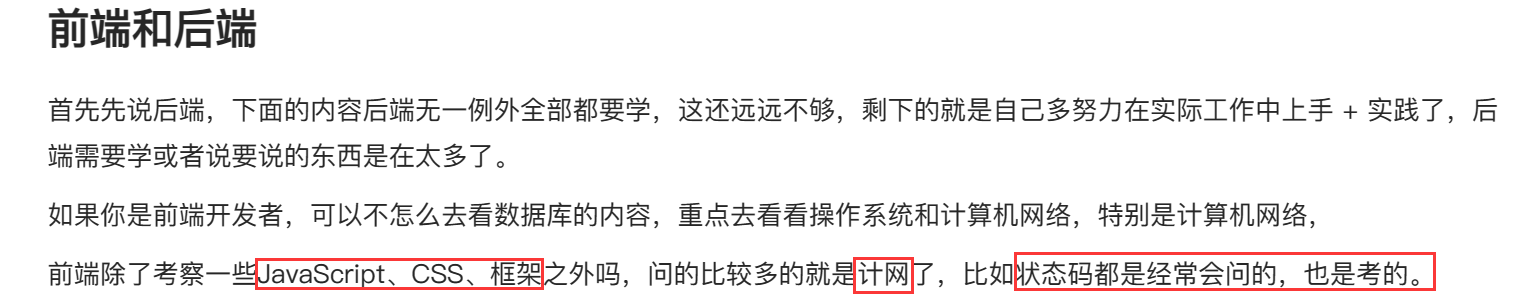 前端和后端
首先先说后端，下面的内容后端无一例外全部都要学，这还远远不够，剩下的就是自己多努力在实际工作中上手 + 实践了，后
端需要学或者说要说的东西是在太多了。
如果你是前端开发者，可以不怎么去看数据库的内容，重点去看看操作系统和计算机网络，特别是计算机网络，
前端除了考察一些JavaScript、CSS、框架之外吗，问的比较多的就是计网了，比如状态码都是经常会问的，也是考的。